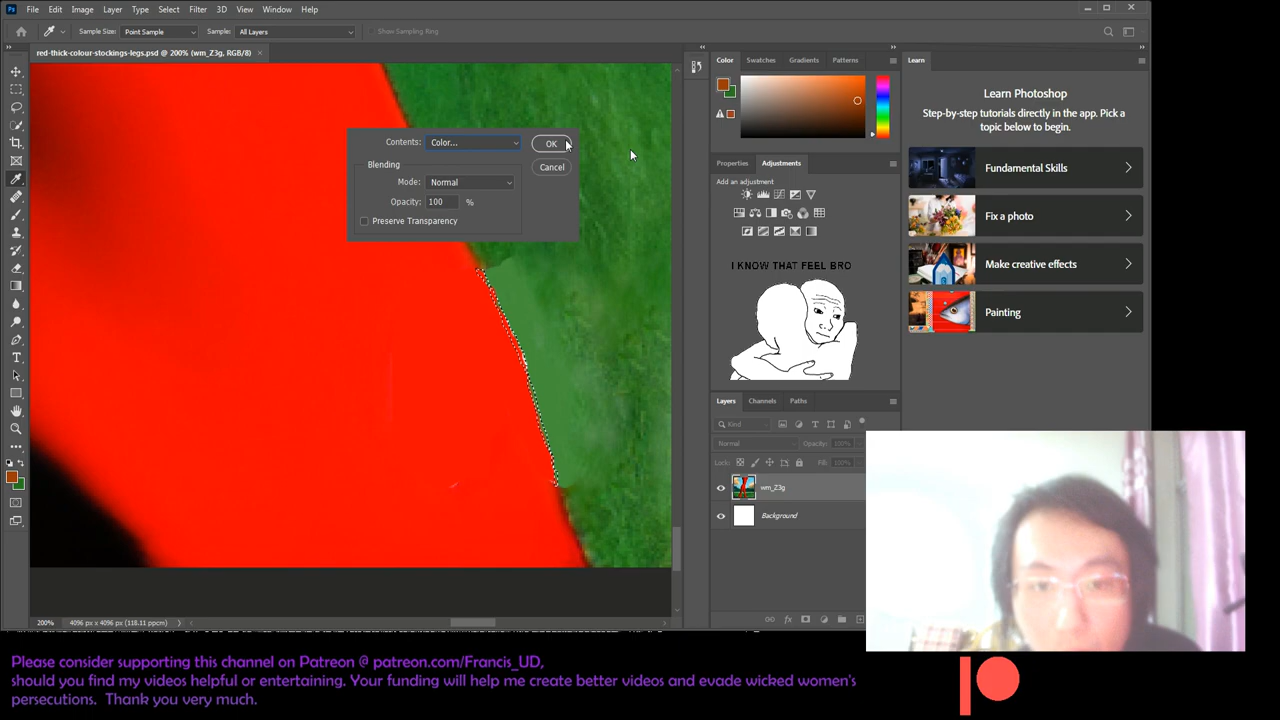 File Edit Image Layer Type Select Filter 3D View Window Help
Sample Size: Point Sample Sample: All Layers Show Sampling Ring
red-thick-colour-stockings-legs.psd @ 200% (wm_Z3g, RGB/8) ×
Contents: Color... OK
Blending Cancel
Mode: Normal
Opacity: 100 %
Preserve Transparency
Color Swatches Gradients Patterns
Properties Adjustments
Add an adjustment
I KNOW THAT FEEL BRO
Layers Channels Paths
Kind
Normal Opacity: 100%
Lock: Fill: 100%
wm_Z3g
Background
Learn
Learn Photoshop
Step-by-step tutorials directly in the app. Pick a
topic below to begin.
Fundamental Skills
Fix a photo
Make creative effects
Painting
200% 4096 px x 4096 px (118.11 ppcm)
Please consider supporting this channel on Patreon @ patreon.com/Francis_UD,
should you find my videos helpful or entertaining. Your funding will help me create better videos and evade wicked women's
persecutions. Thank you very much.